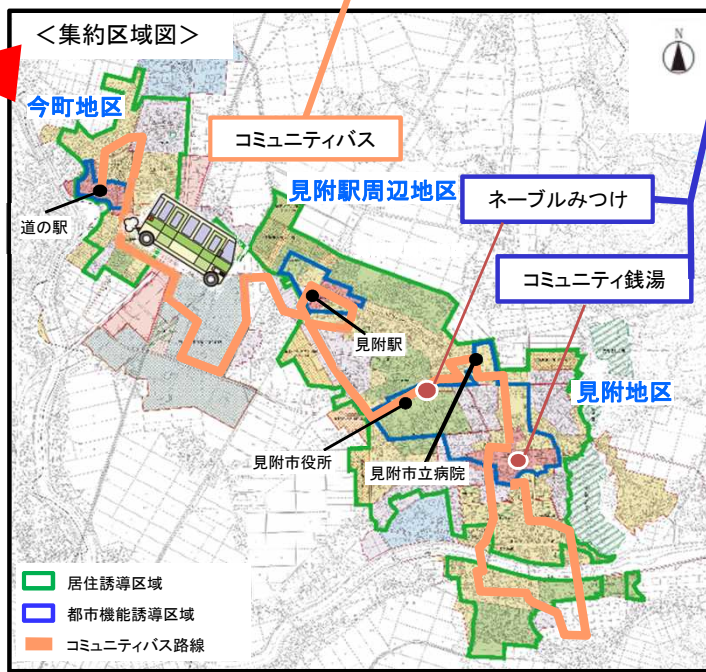 ＜集約区域図＞
N
今町地区
コミュニティバス
見附駅周辺地区
ネーブルみつけ
道の駅
コミュニティ銭湯
見附駅
見附地区
見附市役所
見附市立病院
居住誘導区域
都市機能誘導区域
コミュニティバス路線